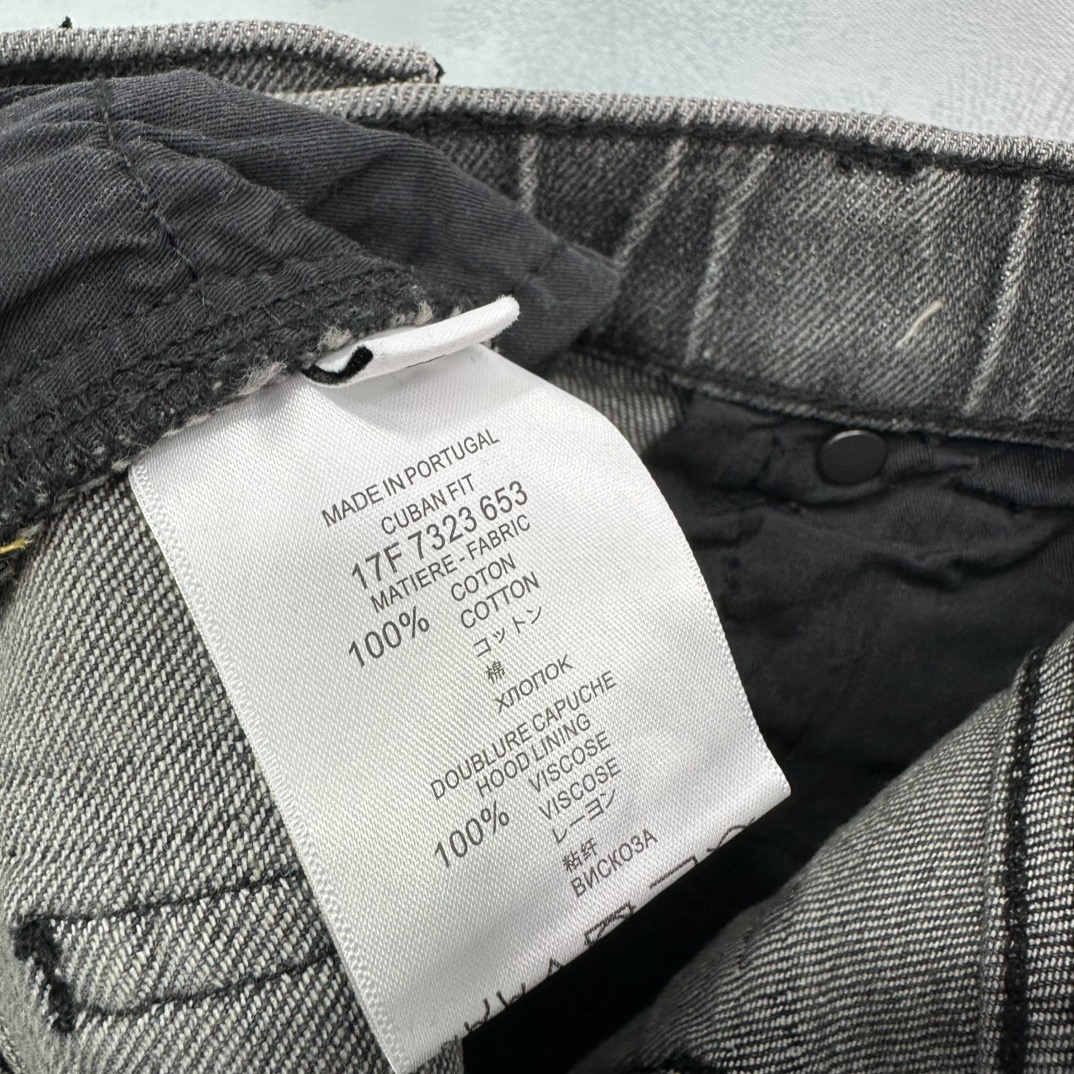 MADE IN PORTUGAL
CUBAN FIT
17F 7323 653
MATIERE - FABRIC
100% COTON
COTTON
コットン
棉
ХЛОПОК
DOUBLURE CAPUCHE
HOOD LINING
100% VISCOSE
VISCOSE
レーヨン
粘纤
ВИСКОЗА